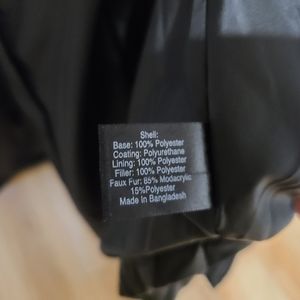 Shell:
Base: 100% Polyester
Coating: Polyurethane
Lining: 100% Polyester
Filler: 100% Polyester
Faux Fur: 85% Modacrylic
15%Polyester
Made in Bangladesh